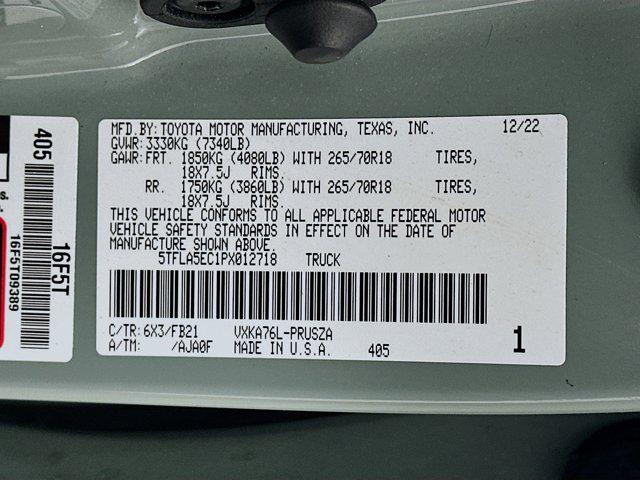 MFD.BY:TOYOTA MOTOR MANUFACTURING, TEXAS, INC. 12/22
GVWR:3330KG (7340LB)
GAWR:FRT. 1850KG (4080LB) WITH 265/70R18 TIRES,
18X7.5J RIMS.
RR. 1750KG (3860LB) WITH 265/70R18 TIRES,
18X7.5J RIMS.
THIS VEHICLE CONFORMS TO ALL APPLICABLE FEDERAL MOTOR
VEHICLE SAFETY STANDARDS IN EFFECT ON THE DATE OF
MANUFACTURE SHOWN ABOVE.
5TFLA5EC1PX012718 TRUCK
C/TR:6X3/FB21 VXKA76L-PRUSZA
A/TM: /AJA0F MADE IN U.S.A. 405 1
405
16F5T
16F5T09389